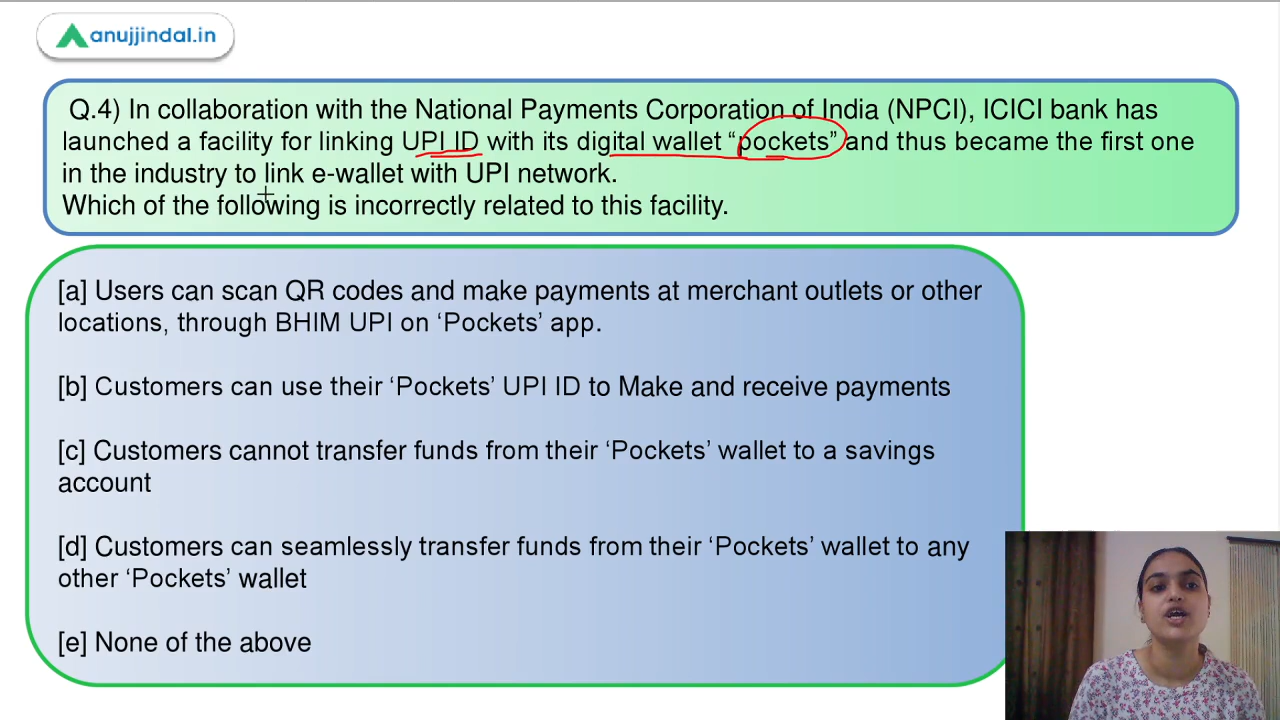 anujjindal.in
Q.4) In collaboration with the National Payments Corporation of India (NPCI), ICICI bank has
launched a facility for linking UPI ID with its digital wallet “pockets” and thus became the first one
in the industry to link e-wallet with UPI network.
Which of the following is incorrectly related to this facility.
[a] Users can scan QR codes and make payments at merchant outlets or other
locations, through BHIM UPI on ‘Pockets’ app.
[b] Customers can use their ‘Pockets’ UPI ID to Make and receive payments
[c] Customers cannot transfer funds from their ‘Pockets’ wallet to a savings
account
[d] Customers can seamlessly transfer funds from their ‘Pockets’ wallet to any
other ‘Pockets’ wallet
[e] None of the above